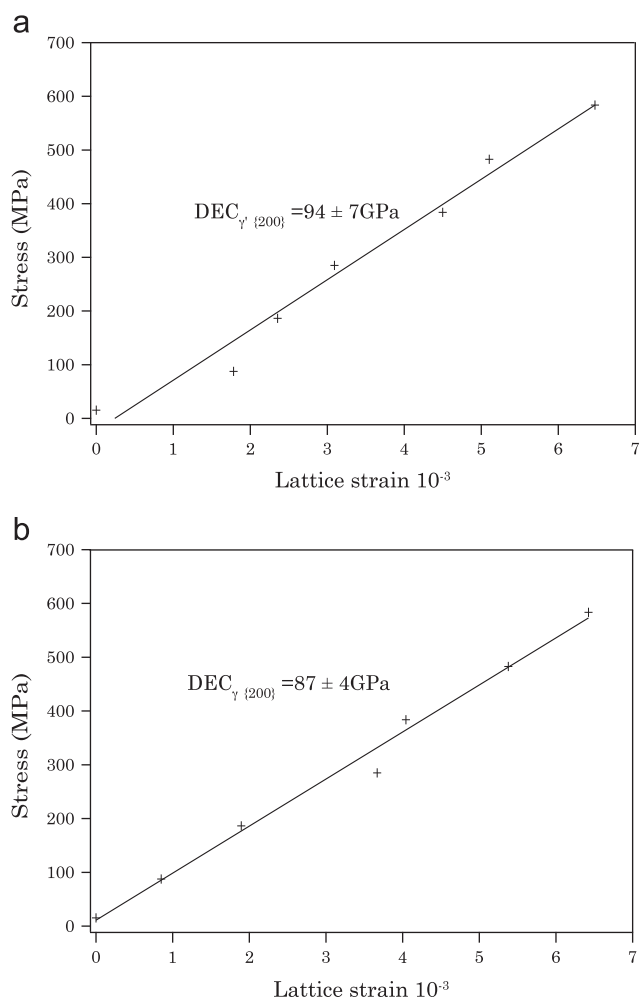 a
700
600
500
400
300
200
100
0
Stress (MPa)
DECγ' {200} =94 ± 7GPa
0 1 2 3 4 5 6 7
Lattice strain 10-3
b
700
600
500
400
300
200
100
0
Stress (MPa)
DECγ {200} =87 ± 4GPa
0 1 2 3 4 5 6 7
Lattice strain 10-3